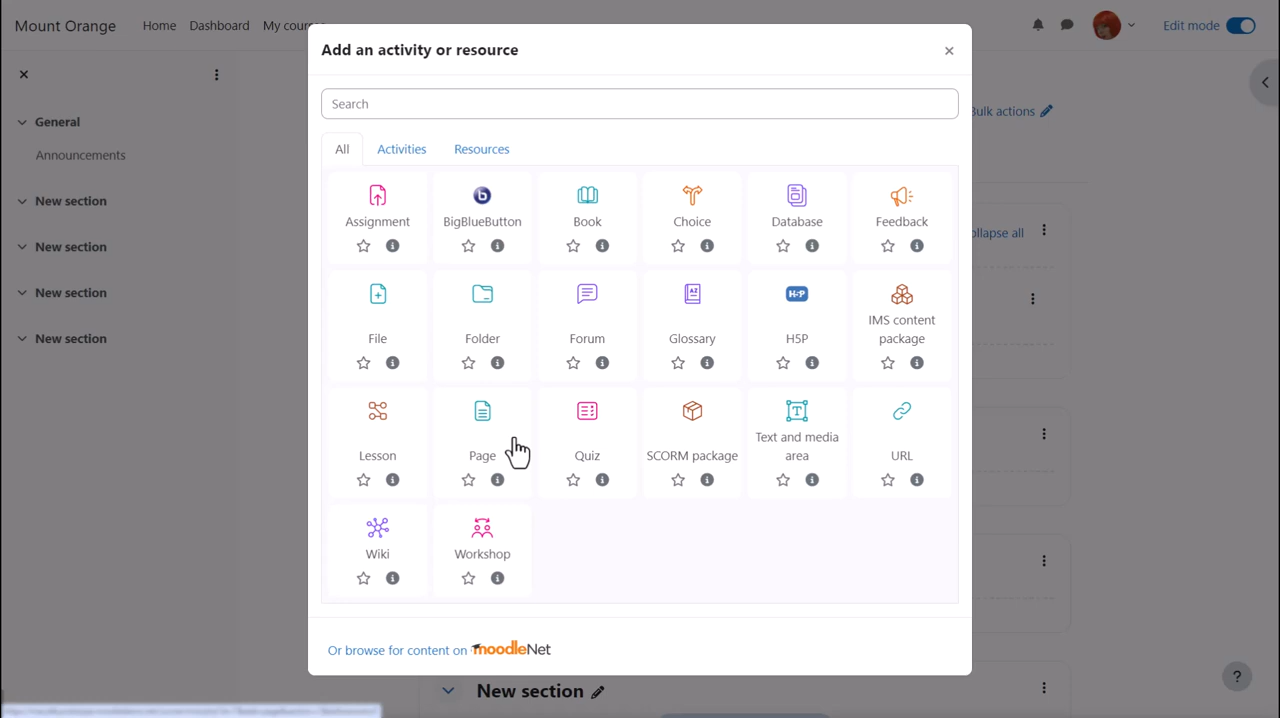 Mount Orange
Home
Dashboard
My cour
Edit mode
Add an activity or resource
×
Search
General
Announcements
New section
New section
New section
New section
Bulk actions
ollapse all
All
Activities
Resources
Assignment
BigBlueButton
Book
Choice
Database
Feedback
File
Folder
Forum
Glossary
H5P
H5P
IMS content
package
Lesson
Page
Quiz
SCORM package
Text and media
area
URL
Wiki
Workshop
Or browse for content on moodleNet
New section
?